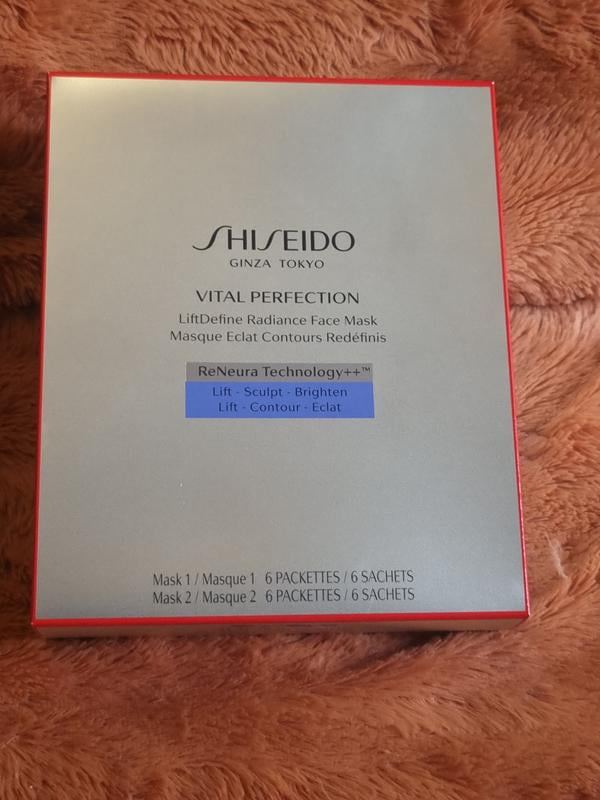 SHISEIDO
GINZA TOKYO
VITAL PERFECTION
LiftDefine Radiance Face Mask
Masque Eclat Contours Redéfinis
ReNeura Technology++™
Lift - Sculpt - Brighten
Lift - Contour - Eclat
Mask 1 / Masque 1 6 PACKETTES / 6 SACHETS
Mask 2 / Masque 2 6 PACKETTES / 6 SACHETS